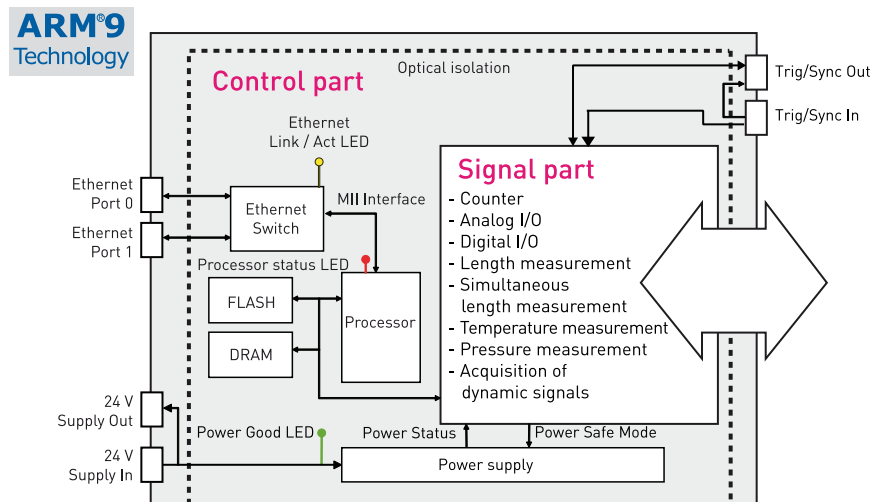 ARM®9
Technology
Control part
Optical isolation
Trig/Sync Out
Trig/Sync In
Ethernet
Link / Act LED
Signal part
- Counter
- Analog I/O
- Digital I/O
- Length measurement
- Simultaneous
length measurement
- Temperature measurement
- Pressure measurement
- Acquisition of
dynamic signals
Ethernet
Port 0
Ethernet
Port 1
Ethernet
Switch
MII Interface
Processor status LED
FLASH
DRAM
Processor
24 V
Supply Out
24 V
Supply In
Power Good LED
Power Status
Power Safe Mode
Power supply